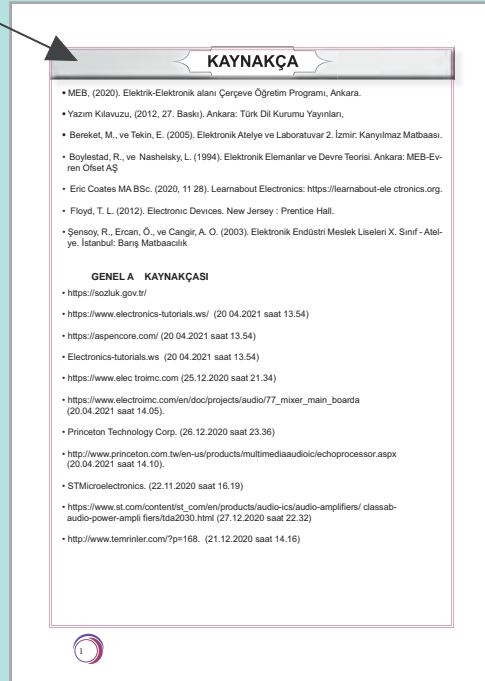 KAYNAKÇA
• MEB, (2020). Elektrik-Elektronik alanı Çerçeve Öğretim Programı, Ankara.
• Yazım Kılavuzu, (2012, 27. Baskı). Ankara: Türk Dil Kurumu Yayınları,
• Bereket, M., ve Tekin, E. (2005). Elektronik Atelye ve Laboratuvar 2. İzmir: Kanyılmaz Matbaası.
• Boylestad, R., ve Nashelsky, L. (1994). Elektronik Elemanlar ve Devre Teorisi. Ankara: MEB-Ev-
ren Ofset AŞ
• Eric Coates MA BSc. (2020, 11 28). Learnabout Electronics: https://learnabout-ele ctronics.org.
• Floyd, T. L. (2012). Electronıc Devıces. New Jersey : Prentice Hall.
• Şensoy, R., Ercan, Ö., ve Cangir, A. O. (2003). Elektronik Endüstri Meslek Liseleri X. Sınıf - Atel-
ye. İstanbul: Barış Matbaacılık
GENEL A KAYNAKÇASI
• https://sozluk.gov.tr/
• https://www.electronics-tutorials.ws/ (20 04.2021 saat 13.54)
• https://aspencore.com/ (20 04.2021 saat 13.54)
• Electronics-tutorials.ws (20 04.2021 saat 13.54)
• https://www.elec troimc.com (25.12.2020 saat 21.34)
• https://www.electroimc.com/en/doc/projects/audio/77_mixer_main_boarda
(20.04.2021 saat 14.05).
• Princeton Technology Corp. (26.12.2020 saat 23.36)
• http://www.princeton.com.tw/en-us/products/multimediaaudioic/echoprocessor.aspx
(20.04.2021 saat 14.10).
• STMicroelectronics. (22.11.2020 saat 16.19)
• https://www.st.com/content/st_com/en/products/audio-ics/audio-amplifiers/ classab-
audio-power-ampli fiers/tda2030.html (27.12.2020 saat 22.32)
• http://www.temrinler.com/?p=168. (21.12.2020 saat 14.16)
1